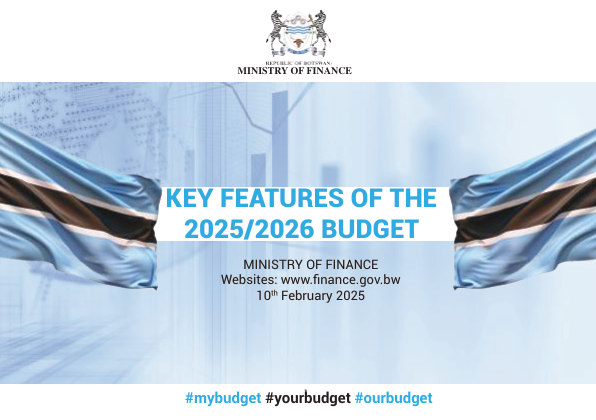 REPUBLIC OF BOTSWANA
MINISTRY OF FINANCE
KEY FEATURES OF THE
2025/2026 BUDGET
MINISTRY OF FINANCE
Websites: www.finance.gov.bw
10th February 2025
#mybudget #yourbudget #ourbudget